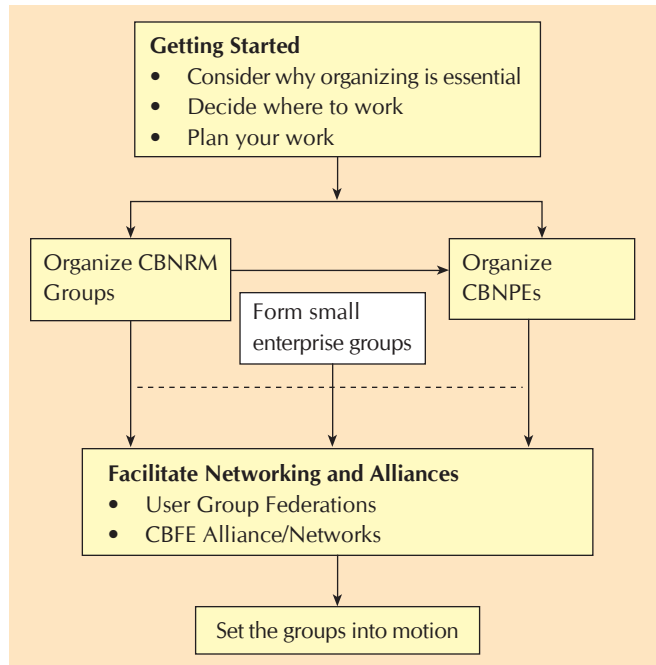 Getting Started
• Consider why organizing is essential
• Decide where to work
• Plan your work
Organize CBNRM
Groups
Organize
CBNPEs
Form small
enterprise groups
Facilitate Networking and Alliances
• User Group Federations
• CBFE Alliance/Networks
Set the groups into motion